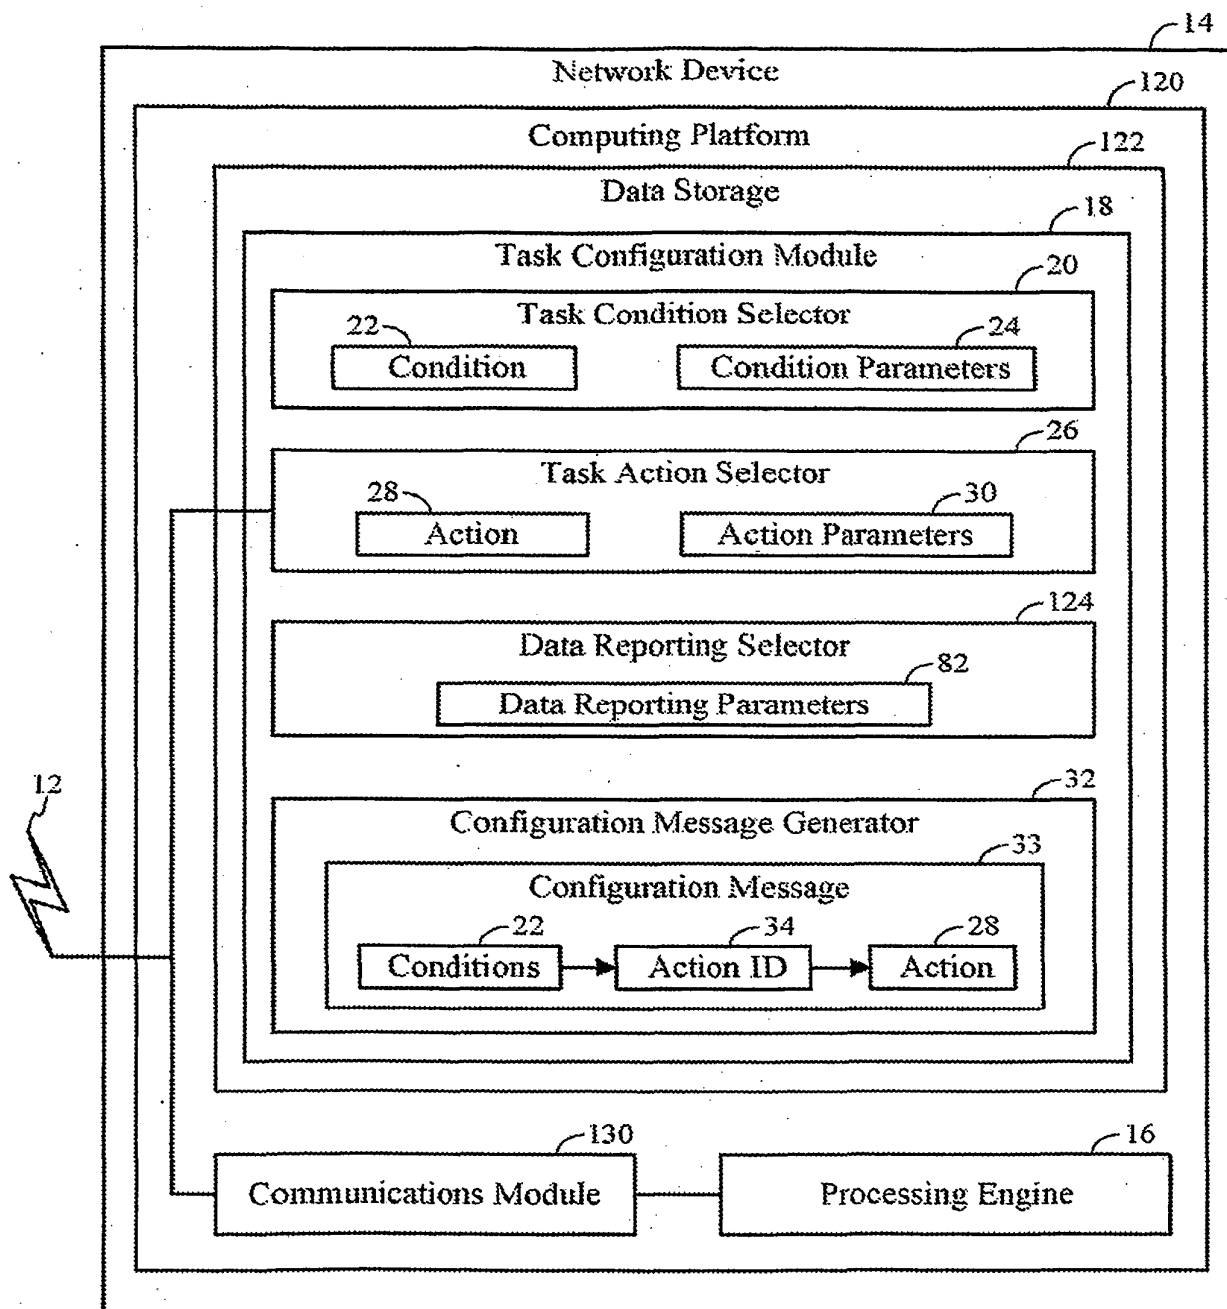 14
Network Device
120
Computing Platform
122
Data Storage
18
Task Configuration Module
20
Task Condition Selector
22
24
Condition
Condition Parameters
26
Task Action Selector
28
30
Action
Action Parameters
124
Data Reporting Selector
82
Data Reporting Parameters
12
32
Configuration Message Generator
33
Configuration Message
22
34
28
Conditions
Action ID
Action
130
16
Communications Module
Processing Engine